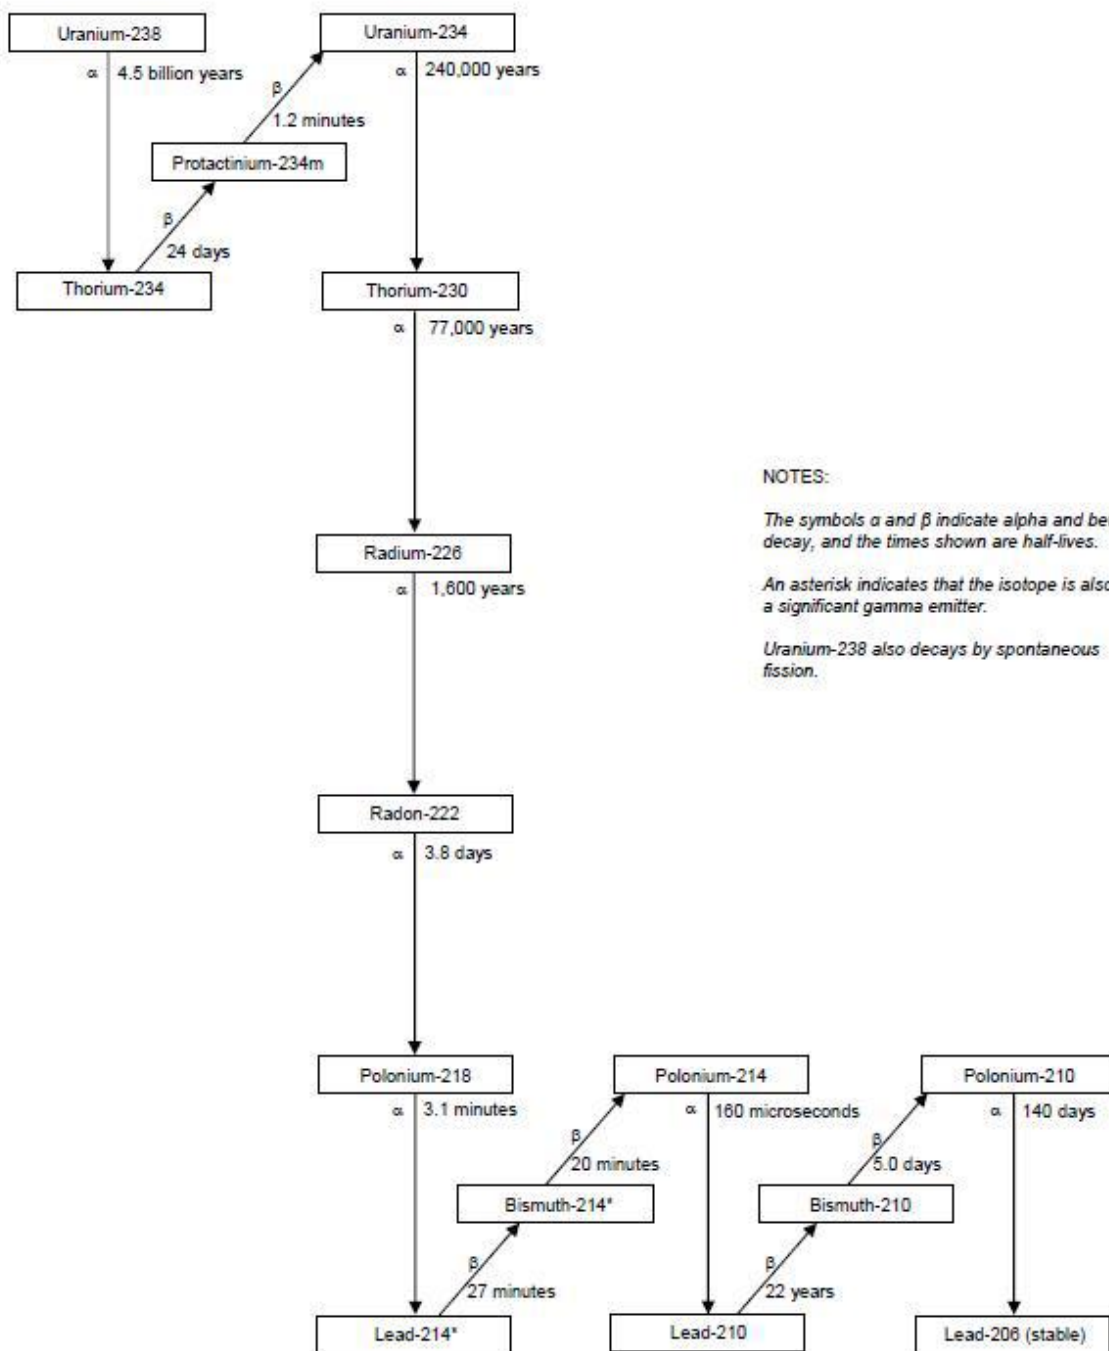 Uranium-238
Uranium-234
α 4.5 billion years
α 240,000 years
β
1.2 minutes
Protactinium-234m
β
24 days
Thorium-234
Thorium-230
α 77,000 years
NOTES:
The symbols α and β indicate alpha and be
decay, and the times shown are half-lives.
Radium-226
α 1,600 years
An asterisk indicates that the isotope is also
a significant gamma emitter.
Uranium-238 also decays by spontaneous
fission.
Radon-222
α 3.8 days
Polonium-218
Polonium-214
Polonium-210
α 3.1 minutes
α 160 microseconds
α 140 days
β
20 minutes
β
5.0 days
Bismuth-214*
Bismuth-210
β
27 minutes
β
22 years
Lead-214*
Lead-210
Lead-206 (stable)